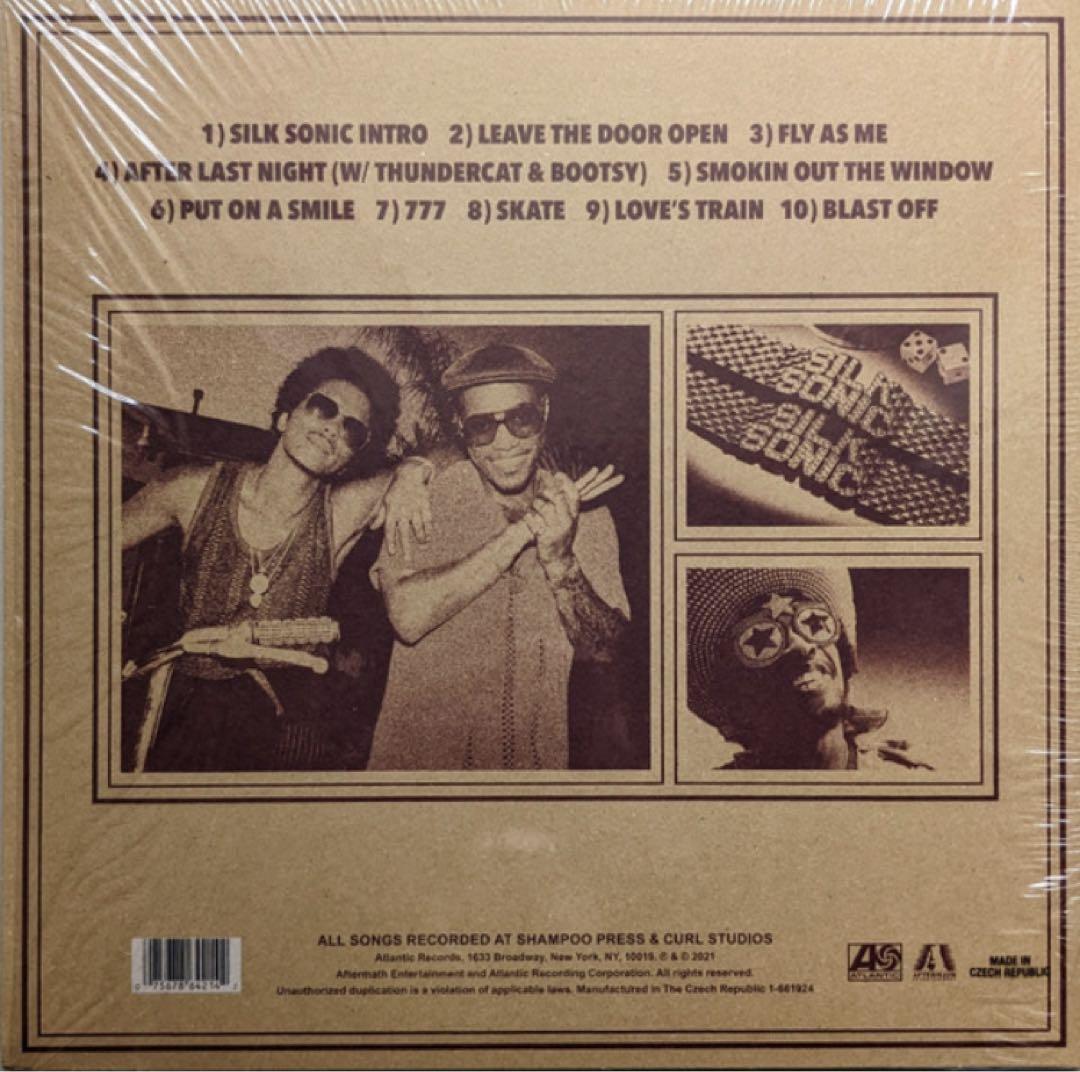 1) SILK SONIC INTRO 2) LEAVE THE DOOR OPEN 3) FLY AS ME
4) AFTER LAST NIGHT (W/ THUNDERCAT & BOOTSY) 5) SMOKIN OUT THE WINDOW
6) PUT ON A SMILE 7) 777 8) SKATE 9) LOVE'S TRAIN 10) BLAST OFF
SILK
SONIC
SILK
SONIC
ALL SONGS RECORDED AT SHAMPOO PRESS & CURL STUDIOS
Atlantic Records, 1633 Broadway, New York, NY, 10019. ℗ & © 2021
Aftermath Entertainment and Atlantic Recording Corporation. All rights reserved.
Unauthorized duplication is a violation of applicable laws. Manufactured in The Czech Republic 1-661924
ATLANTIC
AFTERMATH
MADE IN
CZECH REPUBLIC